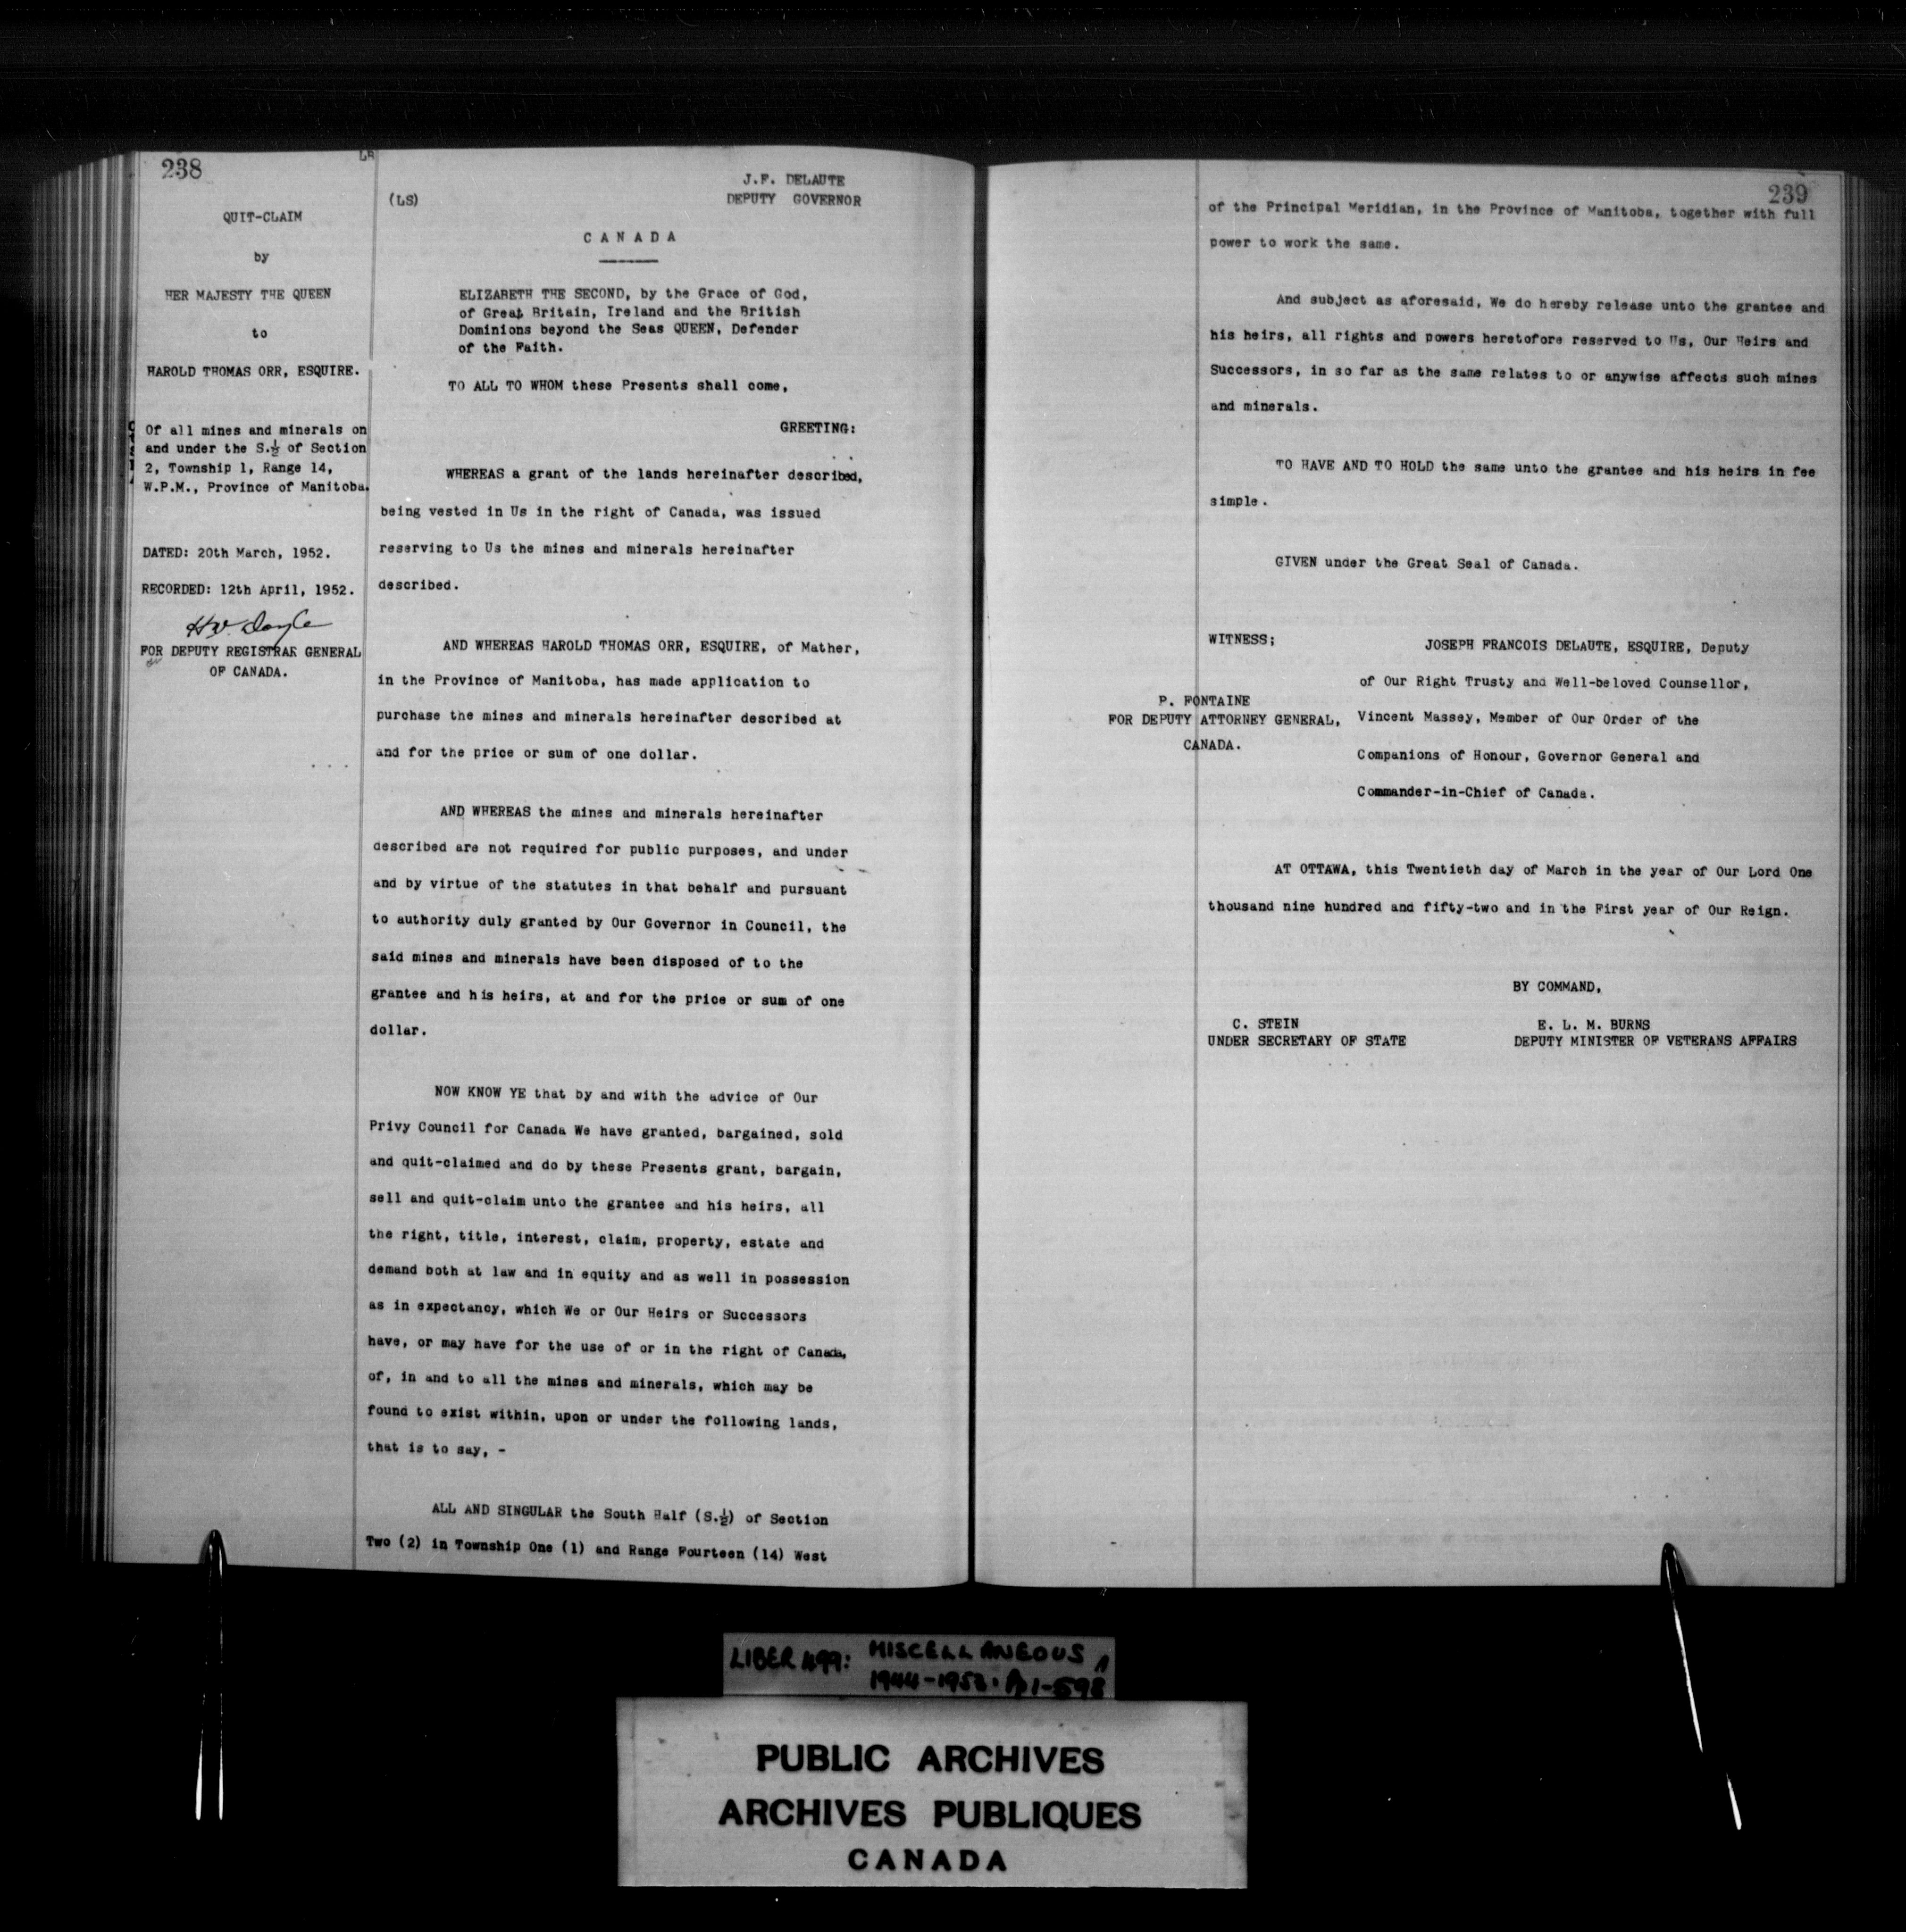 238
QUIT-CLAIM
by
HER MAJESTY THE QUEEN
to
HAROLD THOMAS ORR, ESQUIRE.
Of all mines and minerals on
and under the S.½ of Section
2, Township 1, Range 14,
W.P.M., Province of Manitoba.
DATED: 20th March, 1952.
RECORDED: 12th April, 1952.
FOR DEPUTY REGISTRAR GENERAL
OF CANADA.
(LS)
J.F. DELAUTE
DEPUTY GOVERNOR
CANADA
ELIZABETH THE SECOND, by the Grace of God,
of Great Britain, Ireland and the British
Dominions beyond the Seas QUEEN, Defender
of the Faith.
TO ALL TO WHOM these Presents shall come,
GREETING:
WHEREAS a grant of the lands hereinafter described,
being vested in Us in the right of Canada, was issued
reserving to Us the mines and minerals hereinafter
described.
AND WHEREAS HAROLD THOMAS ORR, ESQUIRE, of Mather,
in the Province of Manitoba, has made application to
purchase the mines and minerals hereinafter described at
and for the price or sum of one dollar.
AND WHEREAS the mines and minerals hereinafter
described are not required for public purposes, and under
and by virtue of the statutes in that behalf and pursuant
to authority duly granted by Our Governor in Council, the
said mines and minerals have been disposed of to the
grantee and his heirs, at and for the price or sum of one
dollar.
NOW KNOW YE that by and with the advice of Our
Privy Council for Canada We have granted, bargained, sold
and quit-claimed and do by these Presents grant, bargain,
sell and quit-claim unto the grantee and his heirs, all
the right, title, interest, claim, property, estate and
demand both at law and in equity and as well in possession
as in expectancy, which We or Our Heirs or Successors
have, or may have for the use of or in the right of Canada,
of, in and to all the mines and minerals, which may be
found to exist within, upon or under the following lands,
that is to say, -
ALL AND SINGULAR the South Half (S.½) of Section
Two (2) in Township One (1) and Range Fourteen (14) West
239
of the Principal Meridian, in the Province of Manitoba, together with full
power to work the same.
And subject as aforesaid, We do hereby release unto the grantee and
his heirs, all rights and powers heretofore reserved to Us, Our Heirs and
Successors, in so far as the same relates to or anywise affects such mines
and minerals.
TO HAVE AND TO HOLD the same unto the grantee and his heirs in fee
simple.
GIVEN under the Great Seal of Canada.
WITNESS;
JOSEPH FRANCOIS DELAUTE, ESQUIRE, Deputy
of Our Right Trusty and Well-beloved Counsellor,
Vincent Massey, Member of Our Order of the
Companions of Honour, Governor General and
Commander-in-Chief of Canada.
P. FONTAINE
FOR DEPUTY ATTORNEY GENERAL,
CANADA.
AT OTTAWA, this Twentieth day of March in the year of Our Lord One
thousand nine hundred and fifty-two and in the First year of Our Reign.
BY COMMAND,
C. STEIN
UNDER SECRETARY OF STATE
E. L. M. BURNS
DEPUTY MINISTER OF VETERANS AFFAIRS
LIBER 499: MISCELLANEOUS
PUBLIC ARCHIVES
ARCHIVES PUBLIQUES
CANADA